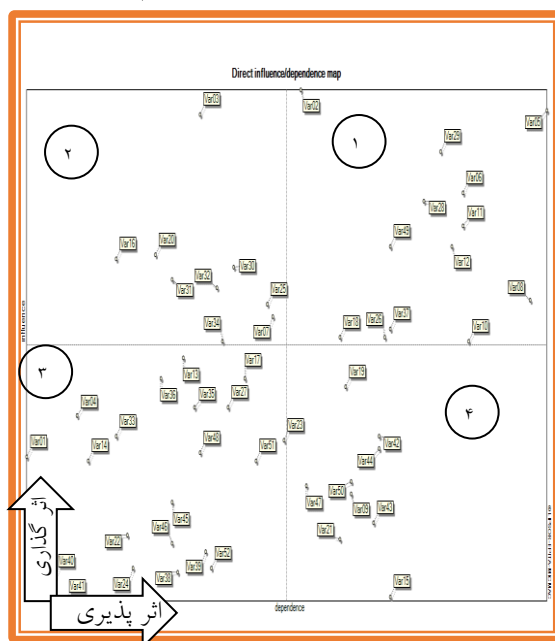 Direct influence/dependence map
Var03
Var02
Var05
۲
۱
Var29
Var06
Var28
Var11
Var16
Var20
Var49
Var12
Var32
Var30
Var31
Var25
Var08
Var34
Var07
Var18
Var26
Var37
Var10
influence
۳
Var17
Var19
Var13
Var36
Var35
Var27
Var04
۴
Var33
Var23
Var01
Var14
Var48
Var51
Var42
Var44
Var47
Var50
Var09
Var43
Var45
Var46
Var21
Var22
اثر گذاری
Var40
Var39
Var52
Var41
Var24
Var38
Var15
اثر پذیری
dependence